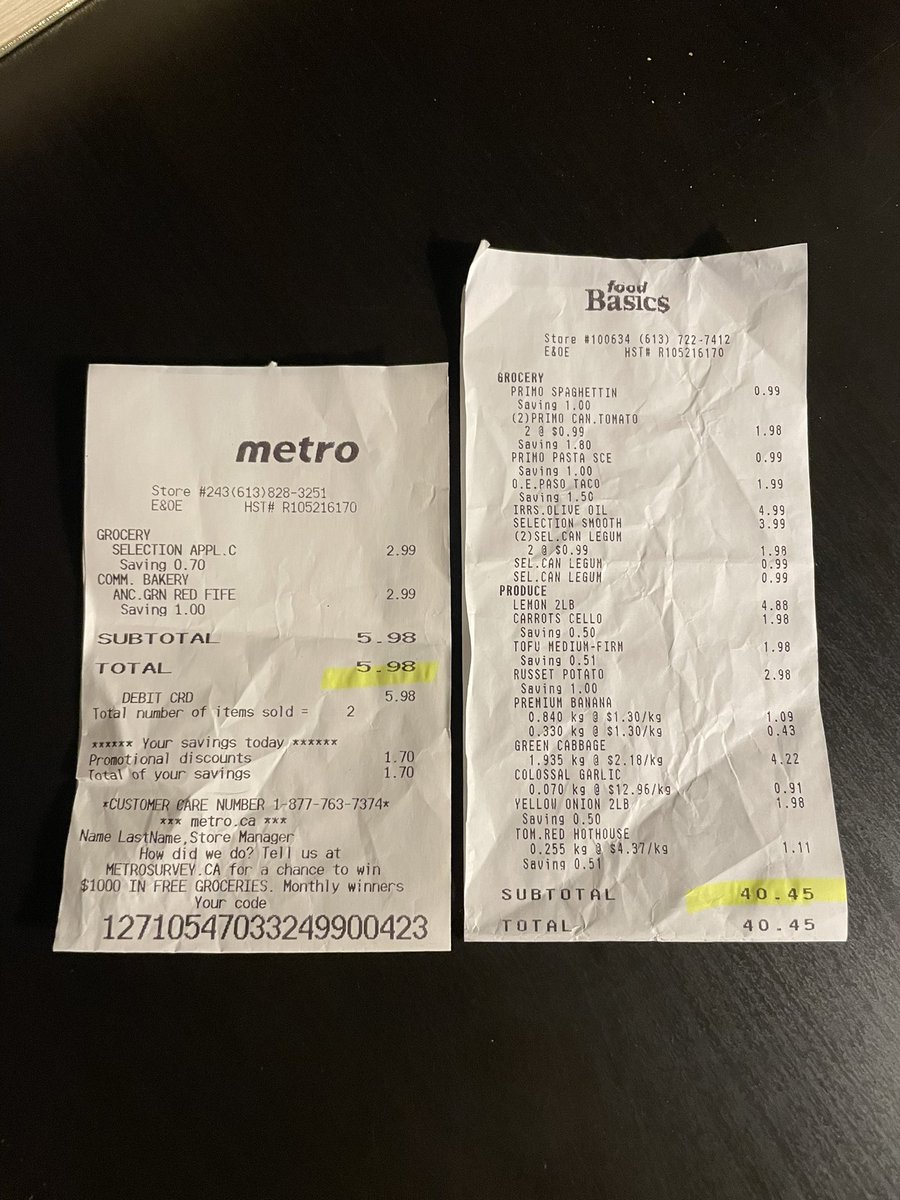 metro
Store #243(613)828-3251
E&OE HST# R105216170
GROCERY
SELECTION APPL.C 2.99
Saving 0.70
COMM. BAKERY
ANC.GRN RED FIFE 2.99
Saving 1.00
SUBTOTAL 5.98
TOTAL 5.98
DEBIT CRD 5.98
Total number of items sold = 2
****** Your savings today ******
Promotional discounts 1.70
Total of your savings 1.70
*CUSTOMER CARE NUMBER 1-877-763-7374*
*** metro.ca ***
Name LastName,Store Manager
How did we do? Tell us at
METROSURVEY.CA for a chance to win
$1000 IN FREE GROCERIES. Monthly winners
Your code
12710547033249900423
food
Basics
Store #100634 (613) 722-7412
E&OE HST# R105216170
GROCERY
PRIMO SPAGHETTIN 0.99
Saving 1.00
(2)PRIMO CAN.TOMATO
2 @ $0.99 1.98
Saving 1.80
PRIMO PASTA SCE 0.99
Saving 1.00
O.E.PASO TACO 1.99
Saving 1.50
IRRS.OLIVE OIL 4.99
SELECTION SMOOTH 3.99
(2)SEL.CAN LEGUM
2 @ $0.99 1.98
SEL.CAN LEGUM 0.99
SEL.CAN LEGUM 0.99
PRODUCE
LEMON 2LB 4.88
CARROTS CELLO 1.98
Saving 0.50
TOFU MEDIUM-FIRM 1.98
Saving 0.51
RUSSET POTATO 2.98
Saving 1.00
PREMIUM BANANA
0.840 kg @ $1.30/kg 1.09
0.330 kg @ $1.30/kg 0.43
GREEN CABBAGE
1.935 kg @ $2.18/kg 4.22
COLOSSAL GARLIC
0.070 kg @ $12.96/kg 0.91
YELLOW ONION 2LB 1.98
Saving 0.50
TOM.RED HOTHOUSE
0.255 kg @ $4.37/kg 1.11
Saving 0.51
SUBTOTAL 40.45
TOTAL 40.45